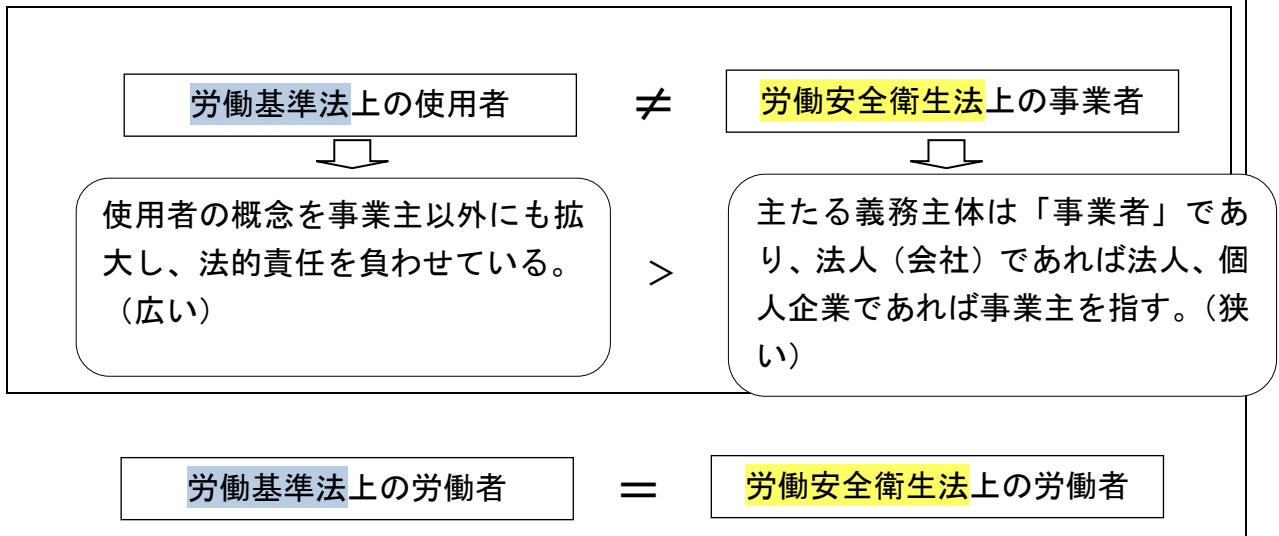 労働基準法上の使用者 ≠ 労働安全衛生法上の事業者
使用者の概念を事業主以外にも拡
大し、法的責任を負わせている。
（広い）
＞
主たる義務主体は「事業者」であ
り、法人（会社）であれば法人、個
人企業であれば事業主を指す。（狭
い）
労働基準法上の労働者 ＝ 労働安全衛生法上の労働者